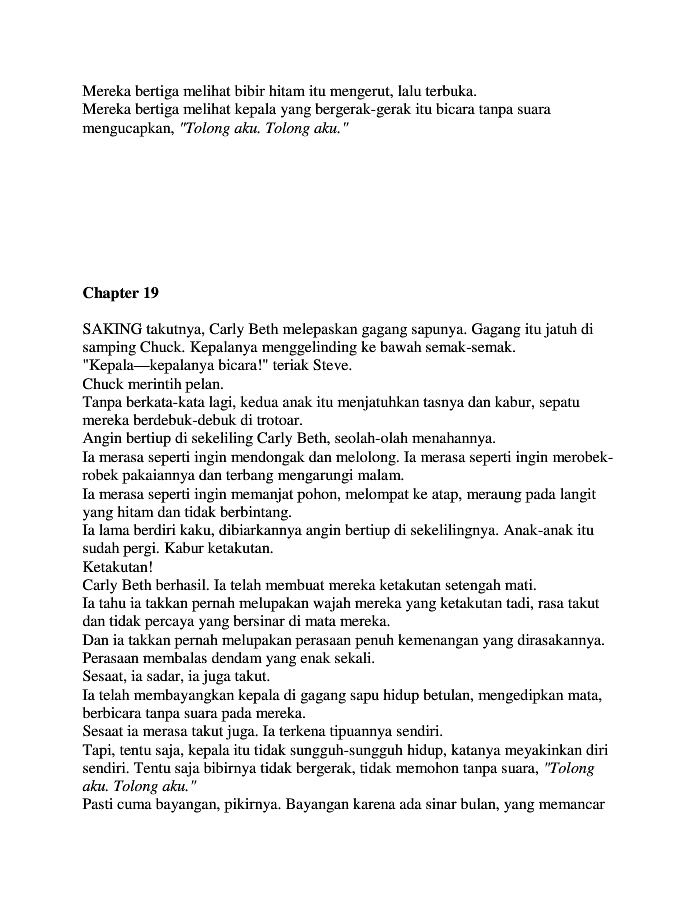 Mereka bertiga melihat bibir hitam itu mengerut, lalu terbuka.
Mereka bertiga melihat kepala yang bergerak-gerak itu bicara tanpa suara
mengucapkan, "Tolong aku. Tolong aku."
Chapter 19
SAKING takutnya, Carly Beth melepaskan gagang sapunya. Gagang itu jatuh di
samping Chuck. Kepalanya menggelinding ke bawah semak-semak.
"Kepala—kepalanya bicara!" teriak Steve.
Chuck merintih pelan.
Tanpa berkata-kata lagi, kedua anak itu menjatuhkan tasnya dan kabur, sepatu
mereka berdebuk-debuk di trotoar.
Angin bertiup di sekeliling Carly Beth, seolah-olah menahannya.
Ia merasa seperti ingin mendongak dan melolong. Ia merasa seperti ingin merobek-
robek pakaiannya dan terbang mengarungi malam.
Ia merasa seperti ingin memanjat pohon, melompat ke atap, meraung pada langit
yang hitam dan tidak berbintang.
Ia lama berdiri kaku, dibiarkannya angin bertiup di sekelilingnya. Anak-anak itu
sudah pergi. Kabur ketakutan.
Ketakutan!
Carly Beth berhasil. Ia telah membuat mereka ketakutan setengah mati.
Ia tahu ia takkan pernah melupakan wajah mereka yang ketakutan tadi, rasa takut
dan tidak percaya yang bersinar di mata mereka.
Dan ia takkan pernah melupakan perasaan penuh kemenangan yang dirasakannya.
Perasaan membalas dendam yang enak sekali.
Sesaat, ia sadar, ia juga takut.
Ia telah membayangkan kepala di gagang sapu hidup betulan, mengedipkan mata,
berbicara tanpa suara pada mereka.
Sesaat ia merasa takut juga. Ia terkena tipuannya sendiri.
Tapi, tentu saja, kepala itu tidak sungguh-sungguh hidup, katanya meyakinkan diri
sendiri. Tentu saja bibirnya tidak bergerak, tidak memohon tanpa suara, "Tolong
aku. Tolong aku."
Pasti cuma bayangan, pikirnya. Bayangan karena ada sinar bulan, yang memancar